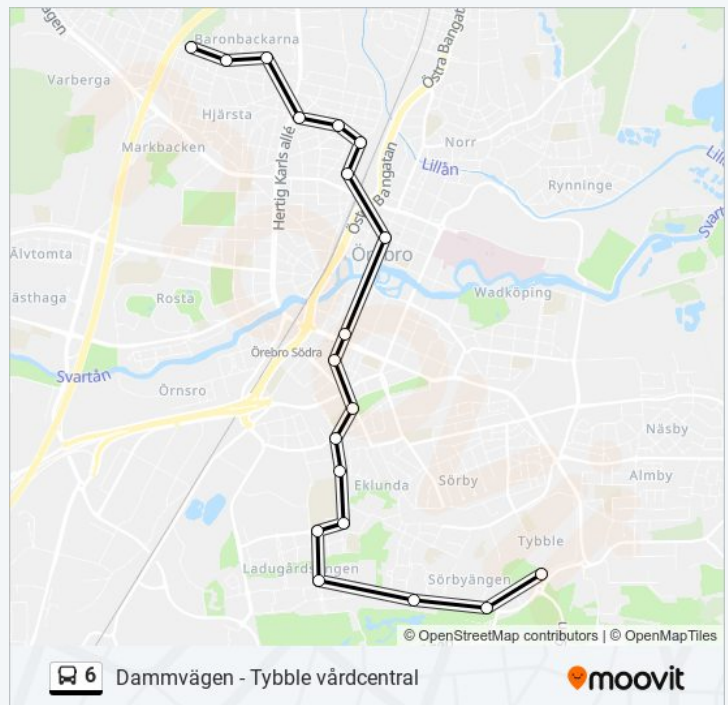 Baronbackarna
Varberga
Östra Bangatan
Hjärsta
Markbacken
Norr
Lillån
Hertig Karls allé
Rynninge
Svartån
Östra Bangatan
Älvtomta
Örebro
ästhaga
Rosta
Wadköping
Örebro Södra
Svartån
Örnsro
Näsby
Sörby
Almby
Eklunda
Tybble
Ladugårdsängen
Sörbyängen
© OpenStreetMap contributors | © OpenMapTiles
6 Dammvägen - Tybble vårdcentral
moovit